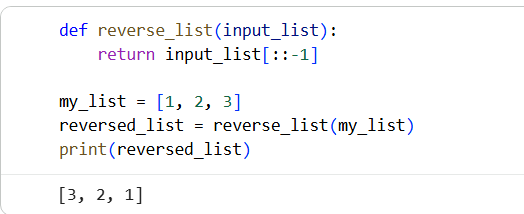 def reverse_list(input_list):
    return input_list[::-1]
my_list = [1, 2, 3]
reversed_list = reverse_list(my_list)
print(reversed_list)
[3, 2, 1]